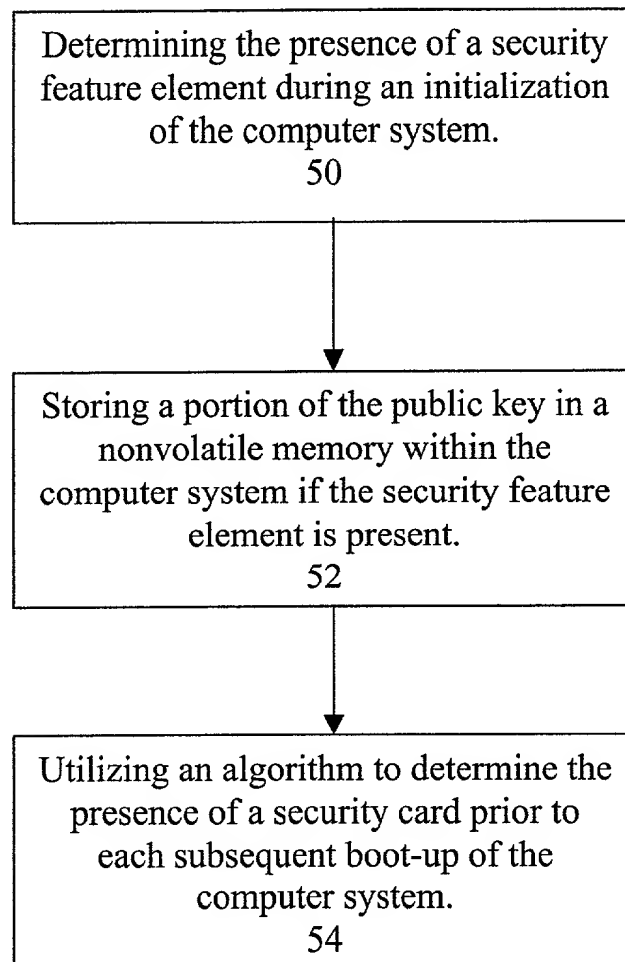 Determining the presence of a security
feature element during an initialization
of the computer system.
50
Storing a portion of the public key in a
nonvolatile memory within the
computer system if the security feature
element is present.
52
Utilizing an algorithm to determine the
presence of a security card prior to
each subsequent boot-up of the
computer system.
54